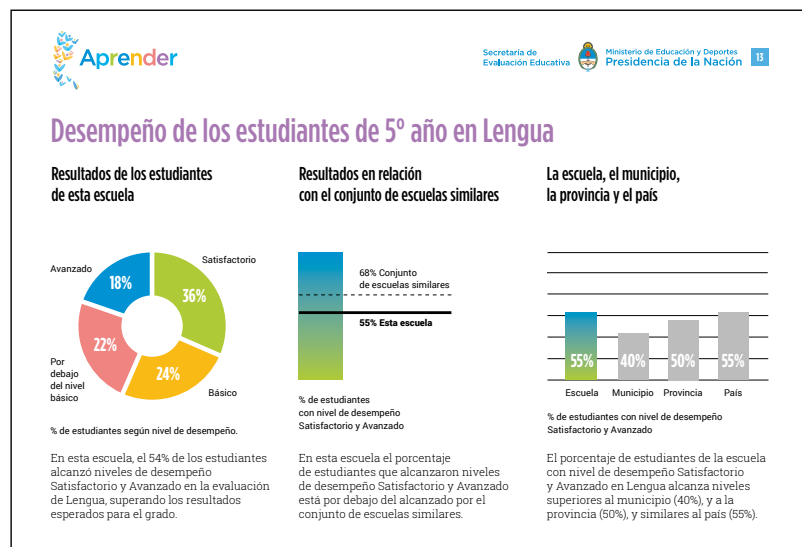 Aprender
Secretaría de
Evaluación Educativa
Ministerio de Educación y Deportes
Presidencia de la Nación
13
Desempeño de los estudiantes de 5º año en Lengua
Resultados de los estudiantes
de esta escuela
Avanzado
Satisfactorio
18%
36%
22%
24%
Por
debajo
del nivel
básico
Básico
% de estudiantes según nivel de desempeño.
En esta escuela, el 54% de los estudiantes
alcanzó niveles de desempeño
Satisfactorio y Avanzado en la evaluación
de Lengua, superando los resultados
esperados para el grado.
Resultados en relación
con el conjunto de escuelas similares
68% Conjunto
de escuelas similares
55% Esta escuela
% de estudiantes
con nivel de desempeño
Satisfactorio y Avanzado
En esta escuela el porcentaje
de estudiantes que alcanzaron niveles
de desempeño Satisfactorio y Avanzado
está por debajo del alcanzado por el
conjunto de escuelas similares.
La escuela, el municipio,
la provincia y el país
55% 40% 50% 55%
Escuela Municipio Provincia País
% de estudiantes con nivel de desempeño
Satisfactorio y Avanzado
El porcentaje de estudiantes de la escuela
con nivel de desempeño Satisfactorio
y Avanzado en Lengua alcanza niveles
superiores al municipio (40%), y a la
provincia (50%), y similares al país (55%).